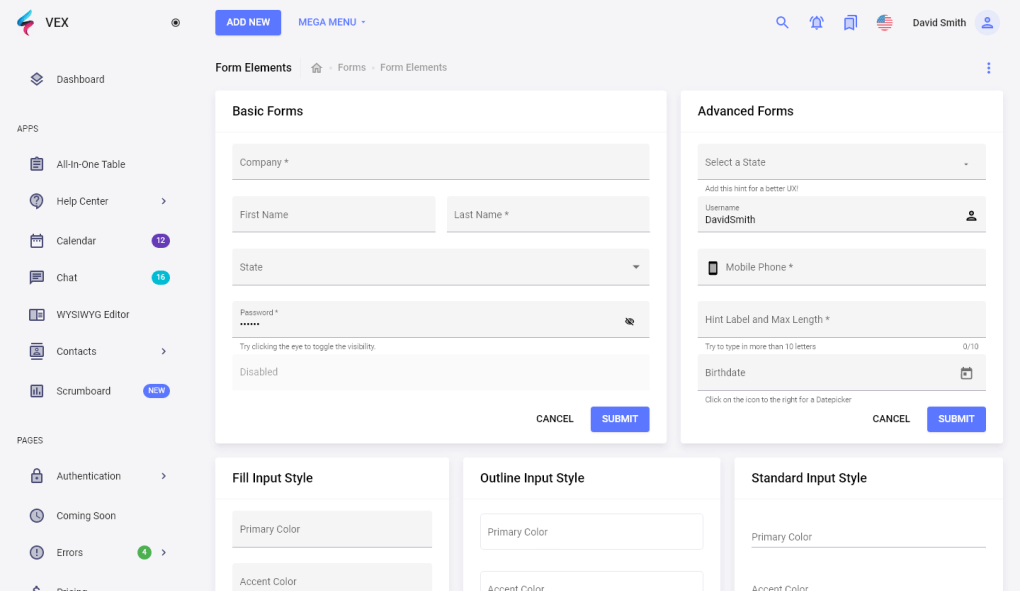 VEX
ADD NEW
MEGA MENU
David Smith
Dashboard
APPS
All-In-One Table
Help Center
Calendar 12
Chat 16
WYSIWYG Editor
Contacts
Scrumboard NEW
PAGES
Authentication
Coming Soon
Errors 4
Pricing
Form Elements
Forms
Form Elements
Basic Forms
Company *
First Name
Last Name *
State
Password *
••••••
Try clicking the eye to toggle the visibility.
Disabled
CANCEL
SUBMIT
Advanced Forms
Select a State
Add this hint for a better UX!
Username
DavidSmith
Mobile Phone *
Hint Label and Max Length *
Try to type in more than 10 letters 0/10
Birthdate
Click on the icon to the right for a Datepicker
CANCEL
SUBMIT
Fill Input Style
Primary Color
Accent Color
Outline Input Style
Primary Color
Accent Color
Standard Input Style
Primary Color
Accent Color